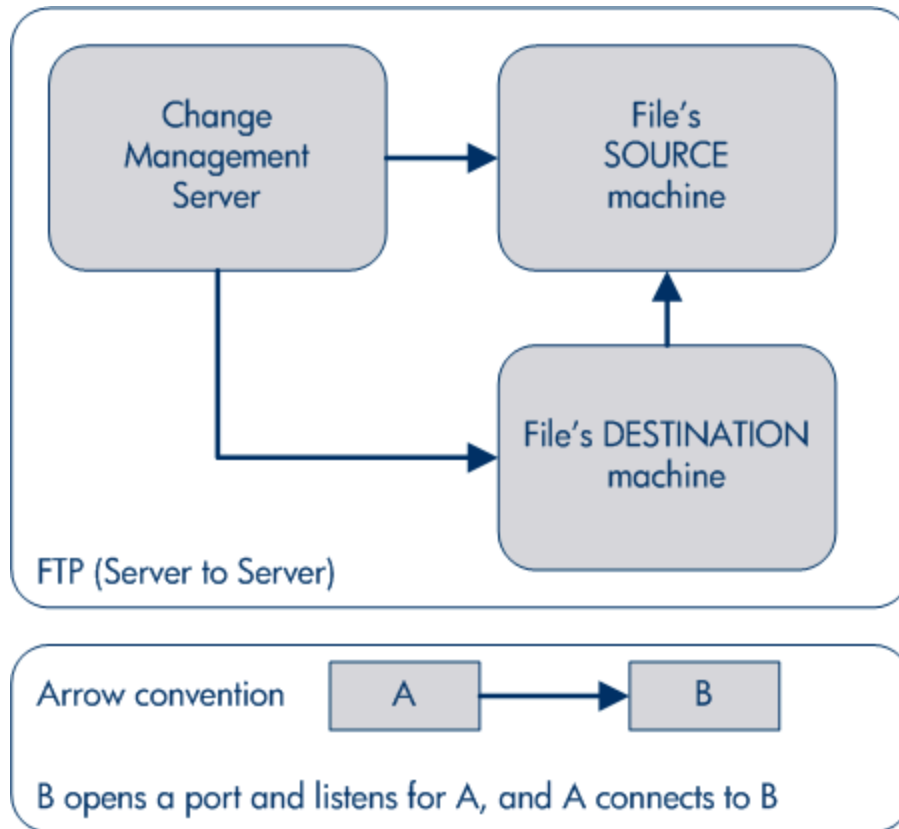 Change
Management
Server
File's
SOURCE
machine
File's DESTINATION
machine
FTP (Server to Server)
Arrow convention
A
B
B opens a port and listens for A, and A connects to B